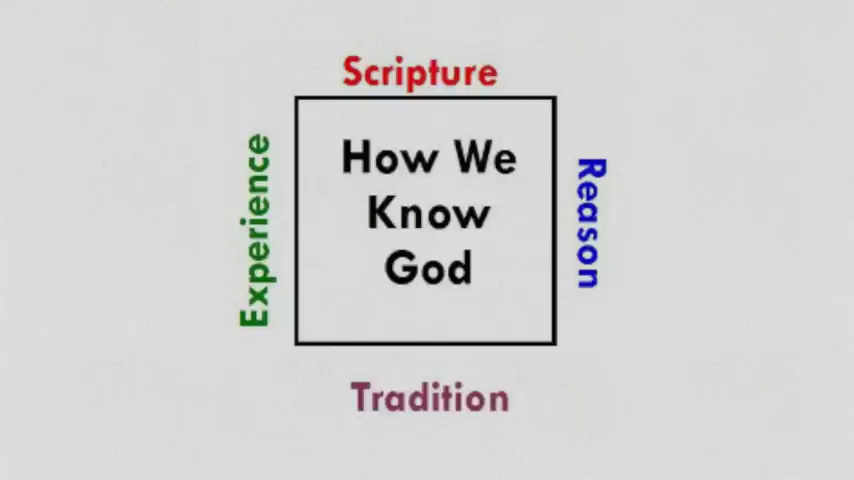 Scripture
Experience
How We
Know
God
Reason
Tradition